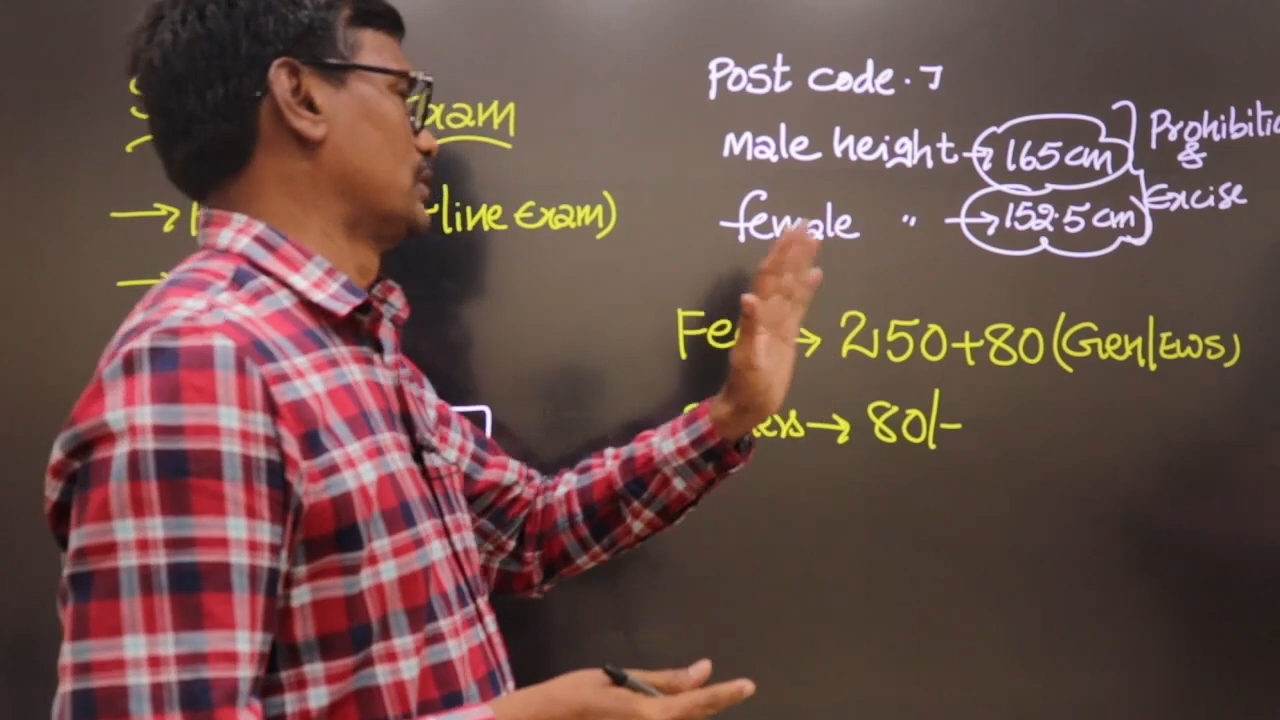 Exam
→
-line Exam)
→
Post code . 7
Male height → 165 cm
Prohibitio
&
Excise
female " → 152.5 cm
Fe → 250+80 (Gen/EWS)
→ 80/-